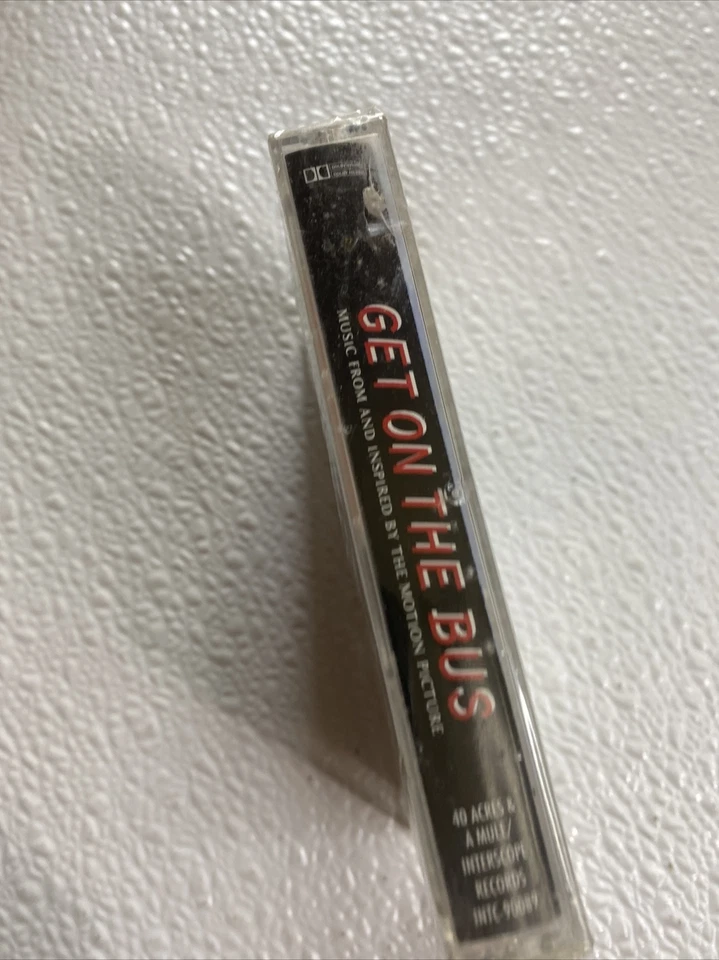 GET ON THE BUS
MUSIC FROM AND INSPIRED BY THE MOTION PICTURE
40 ACRES &
A MULE/
INTERSCOPE
RECORDS